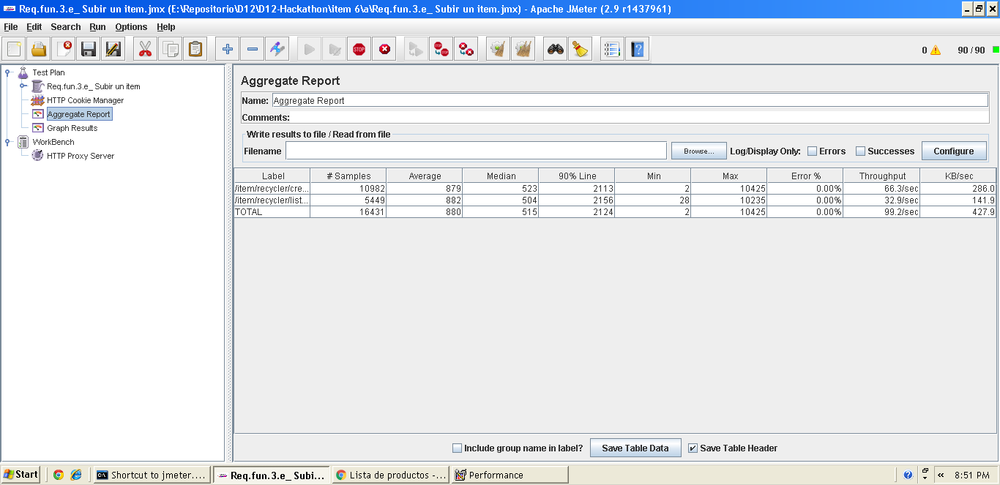 Req.fun.3.e_ Subir un item.jmx (E:\Repositorio\D12\D12-Hackathon\item 6\a\Req.fun.3.e_ Subir un item.jmx) - Apache JMeter (2.9 r1437961)
File Edit Search Run Options Help
STOP 0 90 / 90
Test Plan
Req.fun.3.e_ Subir un item
HTTP Cookie Manager
Aggregate Report
Graph Results
WorkBench
HTTP Proxy Server
Aggregate Report
Name: Aggregate Report
Comments:
Write results to file / Read from file
Filename Browse... Log/Display Only: Errors Successes Configure
Label # Samples Average Median 90% Line Min Max Error % Throughput KB/sec
/item/recycler/cre... 10982 879 523 2113 2 10425 0.00% 66.3/sec 286.0
/item/recycler/list... 5449 882 504 2156 28 10235 0.00% 32.9/sec 141.9
TOTAL 16431 880 515 2124 2 10425 0.00% 99.2/sec 427.9
Include group name in label? Save Table Data Save Table Header
Start Shortcut to jmeter.... Req.fun.3.e_ Subi... Lista de productos -... Performance « 8:51 PM